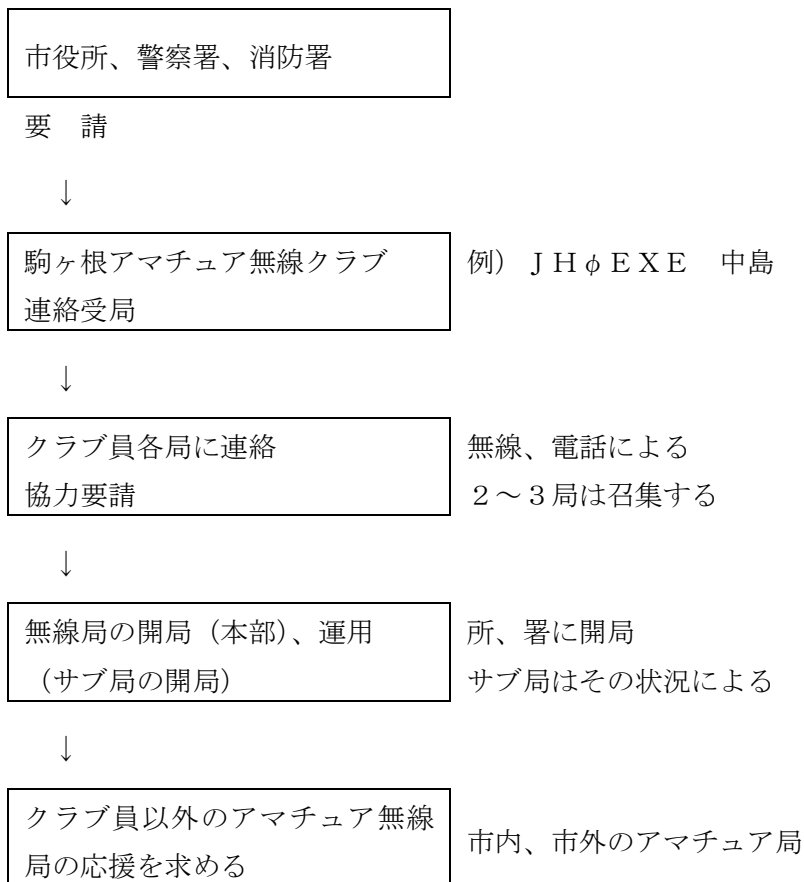 市役所、警察署、消防署
要　請
↓
駒ヶ根アマチュア無線クラブ　例）ＪＨφＥＸＥ　中島
連絡受局
↓
クラブ員各局に連絡　無線、電話による
協力要請　２～３局は召集する
↓
無線局の開局（本部）、運用　所、署に開局
（サブ局の開局）　サブ局はその状況による
↓
クラブ員以外のアマチュア無線
局の応援を求める
市内、市外のアマチュア局